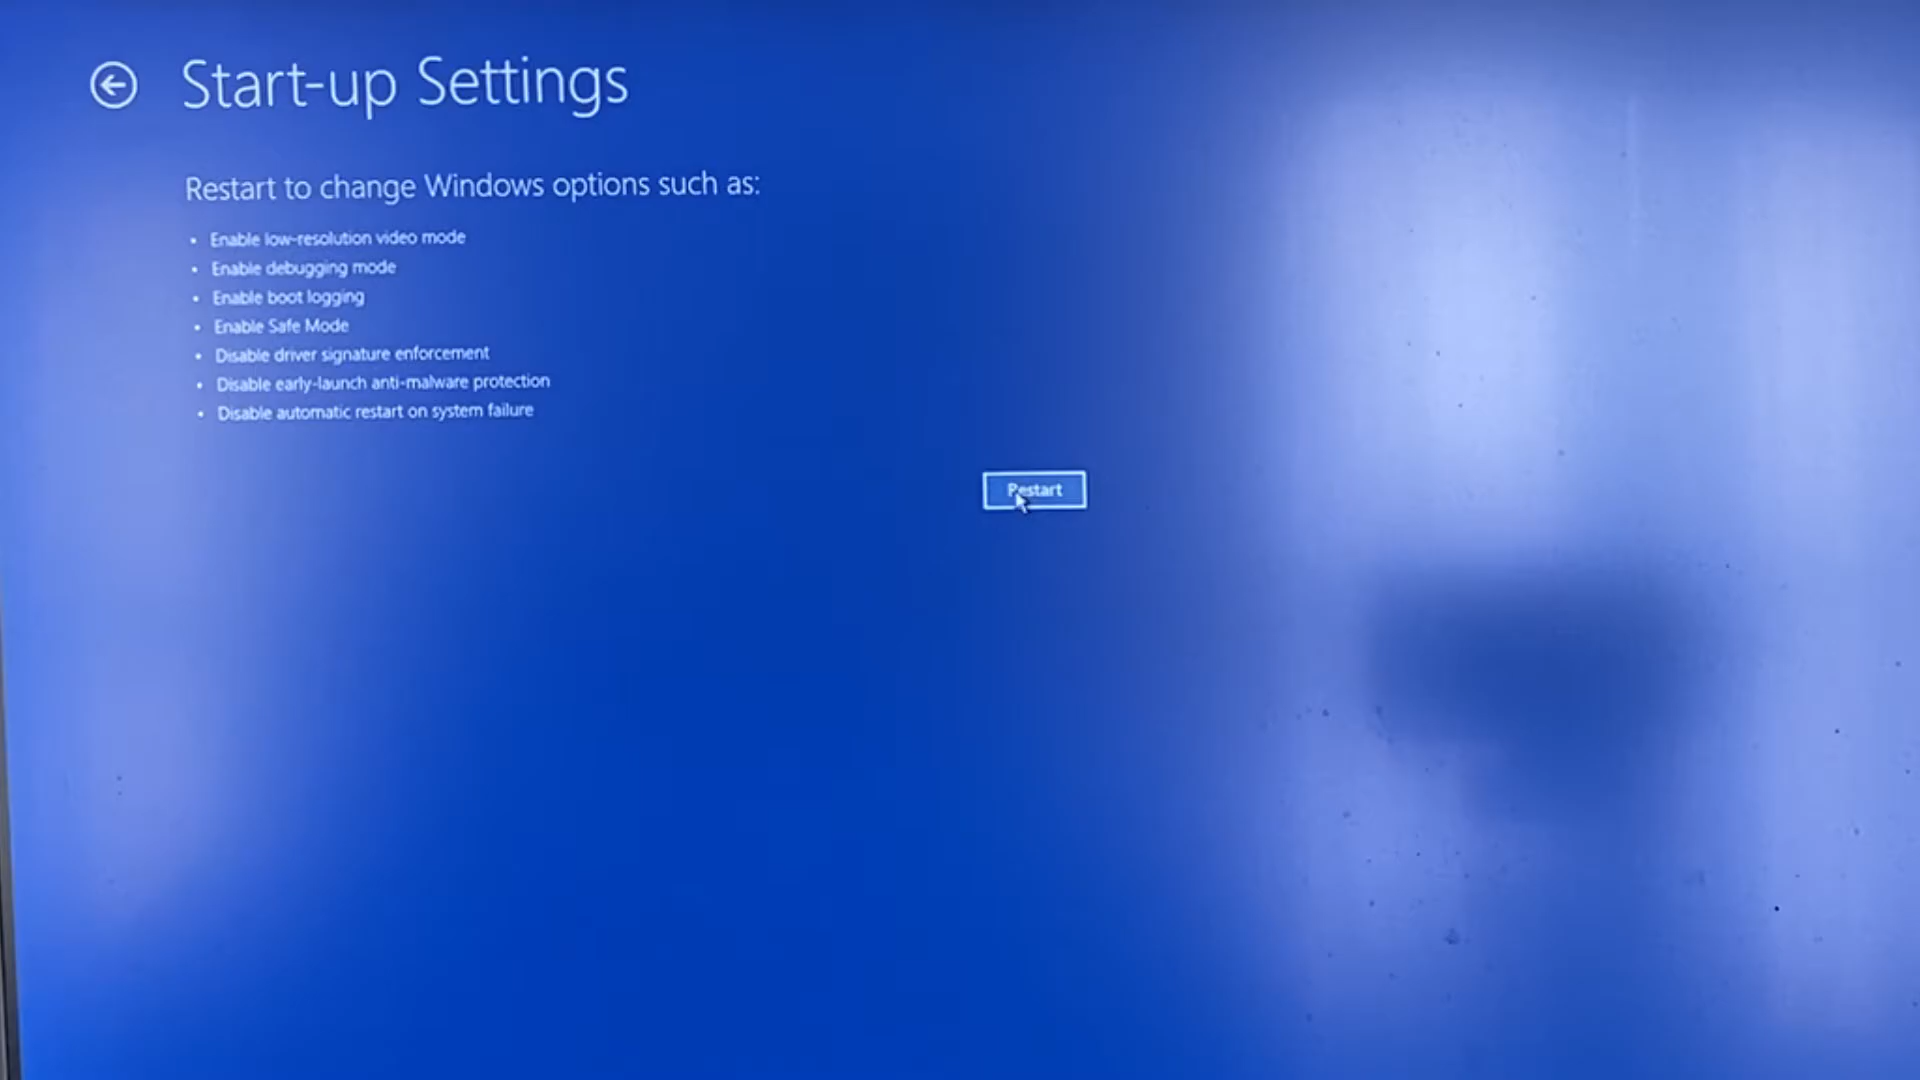 Start-up Settings
Restart to change Windows options such as:
• Enable low-resolution video mode
• Enable debugging mode
• Enable boot logging
• Enable Safe Mode
• Disable driver signature enforcement
• Disable early-launch anti-malware protection
• Disable automatic restart on system failure
Restart